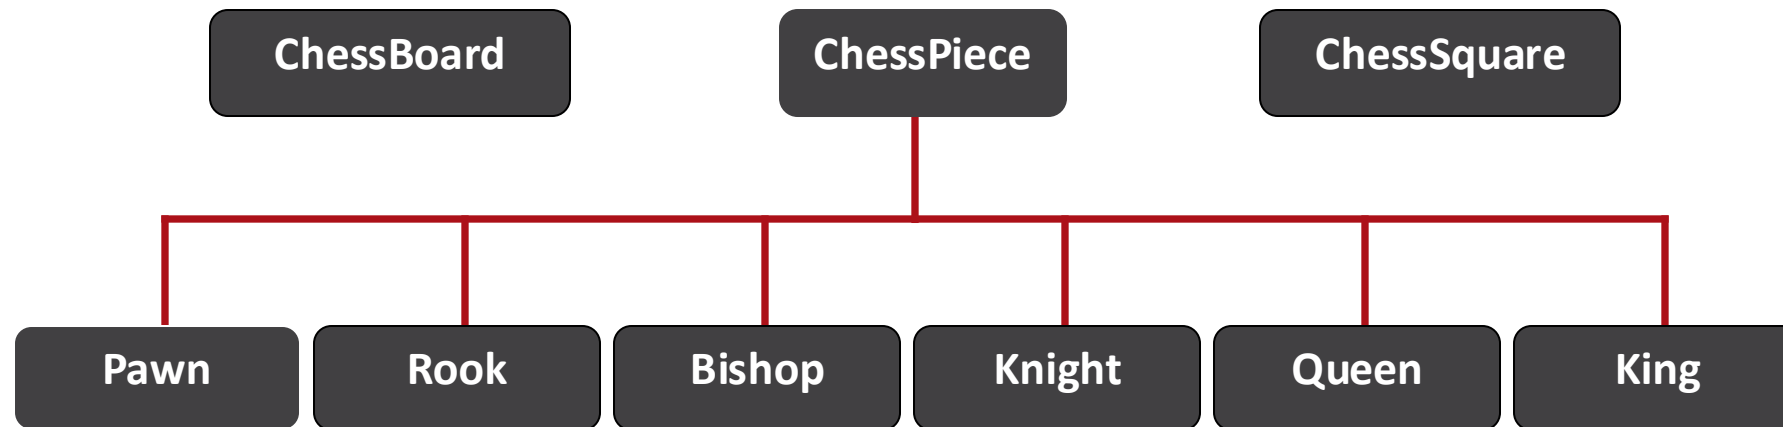 ChessBoard
ChessPiece
ChessSquare
Pawn
Rook
Bishop
Knight
Queen
King